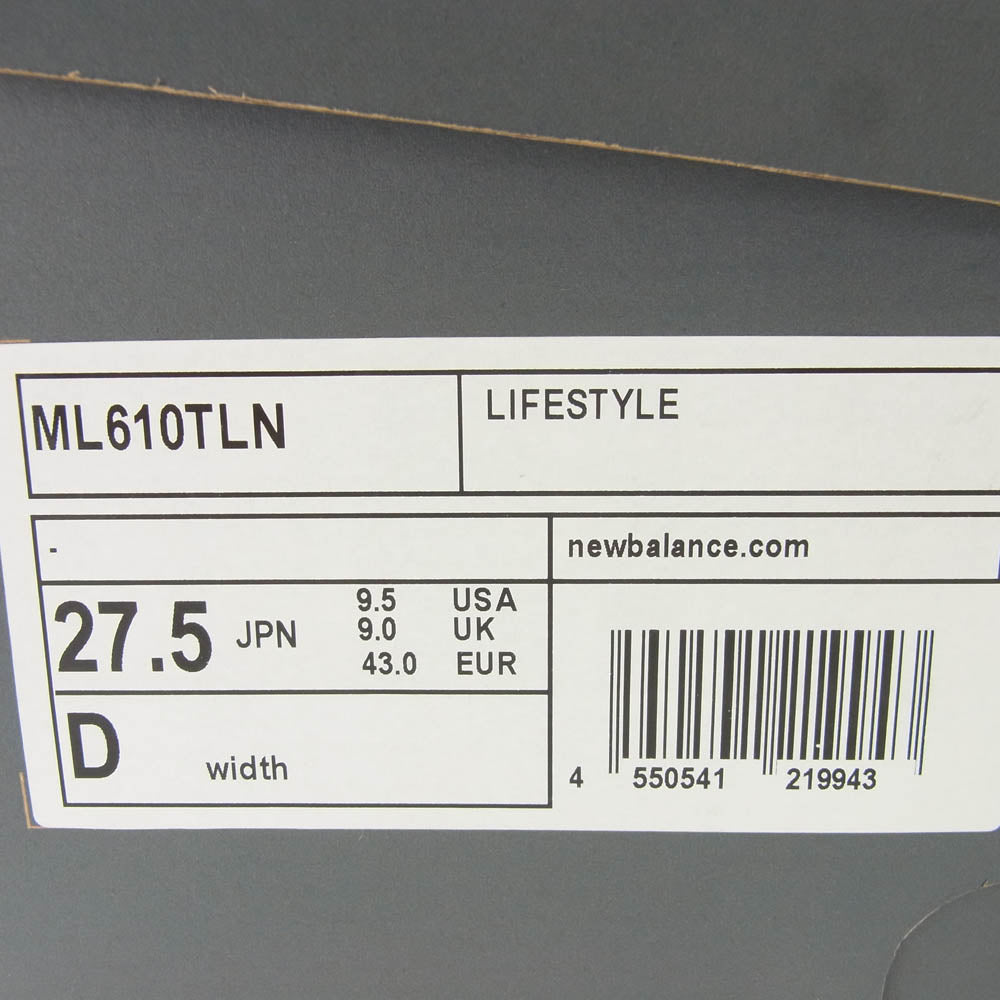 ML610TLN
LIFESTYLE
-
newbalance.com
27.5 JPN
9.5 USA
9.0 UK
43.0 EUR
D width
4 550541 219943